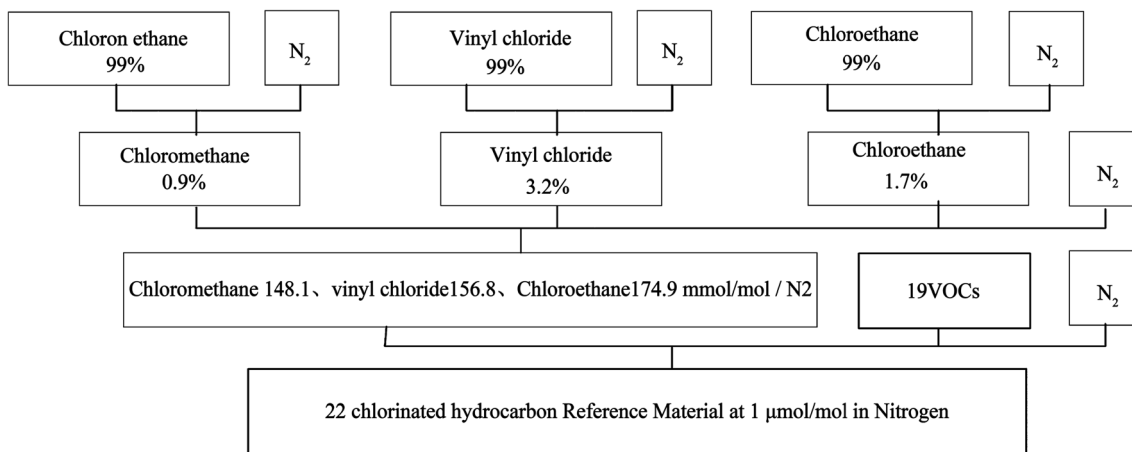 Chloron ethane
99%
N2
Vinyl chloride
99%
N2
Chloroethane
99%
N2
Chloromethane
0.9%
Vinyl chloride
3.2%
Chloroethane
1.7%
N2
Chloromethane 148.1、vinyl chloride156.8、Chloroethane174.9 mmol/mol / N2
19VOCs
N2
22 chlorinated hydrocarbon Reference Material at 1 μmol/mol in Nitrogen